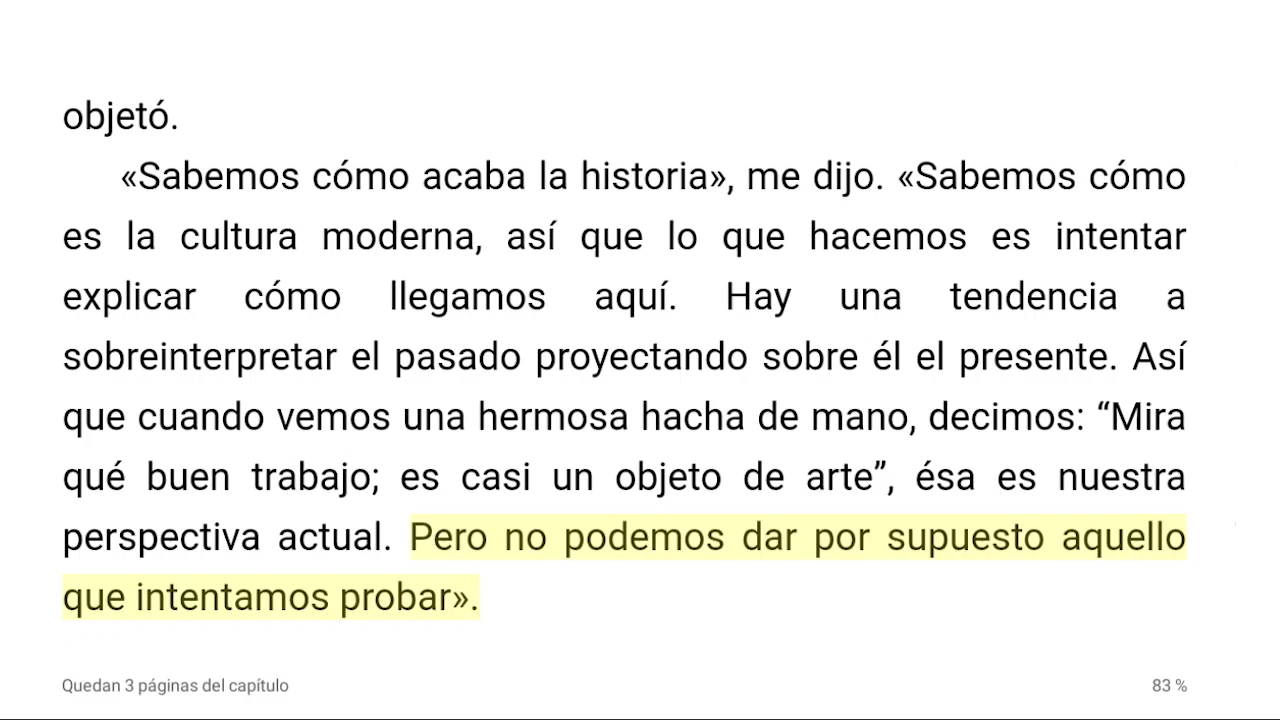 objetó.
«Sabemos cómo acaba la historia», me dijo. «Sabemos cómo
es la cultura moderna, así que lo que hacemos es intentar
explicar cómo llegamos aquí. Hay una tendencia a
sobreinterpretar el pasado proyectando sobre él el presente. Así
que cuando vemos una hermosa hacha de mano, decimos: “Mira
qué buen trabajo; es casi un objeto de arte”, ésa es nuestra
perspectiva actual. Pero no podemos dar por supuesto aquello
que intentamos probar».
Quedan 3 páginas del capítulo
83 %